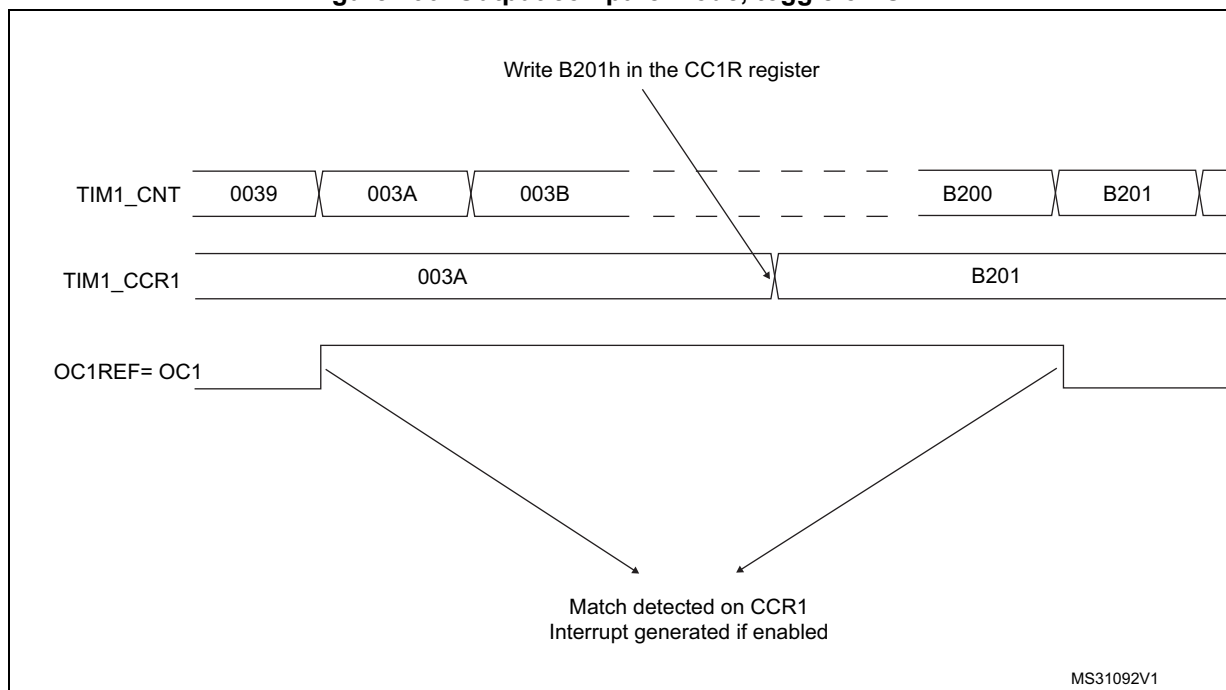 Write B201h in the CC1R register
TIM1_CNT 0039 003A 003B B200 B201
TIM1_CCR1 003A B201
OC1REF= OC1
Match detected on CCR1
Interrupt generated if enabled
MS31092V1